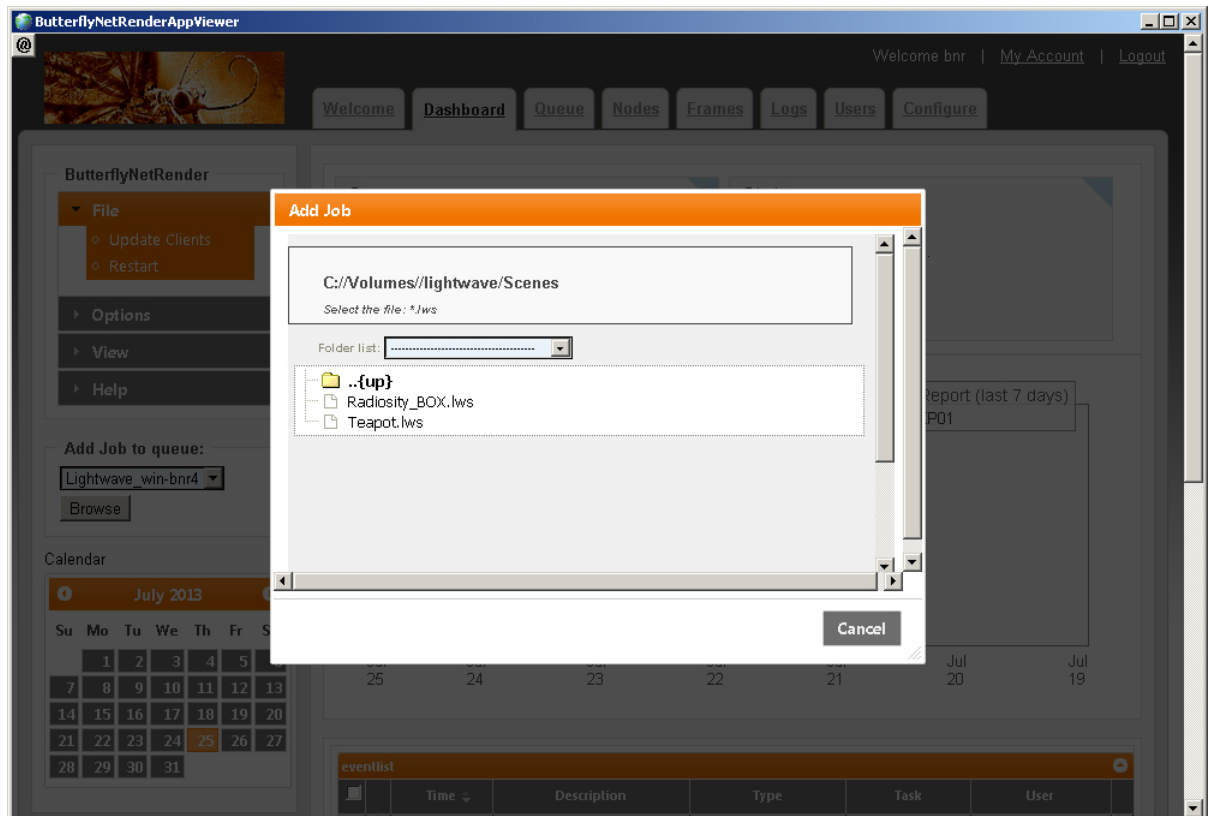 ButterflyNetRenderAppViewer
@
Welcome bnr | My Account | Logout
Welcome Dashboard Queue Nodes Frames Logs Users Configure
ButterflyNetRender
File
Update Clients
Restart
Options
View
Help
Add Job to queue:
Lightwave_win-bnr4
Browse
Calendar
July 2013
Su Mo Tu We Th Fr
1 2 3 4 5
7 8 9 10 11 12 13
14 15 16 17 18 19 20
21 22 23 24 25 26 27
28 29 30 31
Add Job
C://Volumes//lightwave/Scenes
Select the file: *.lws
Folder list:
..{up}
Radiosity_BOX.lws
Teapot.lws
Cancel
Report (last 7 days)
Jul Jul
25 24 23 22 21 20 19
eventlist
Time Description Type Task User